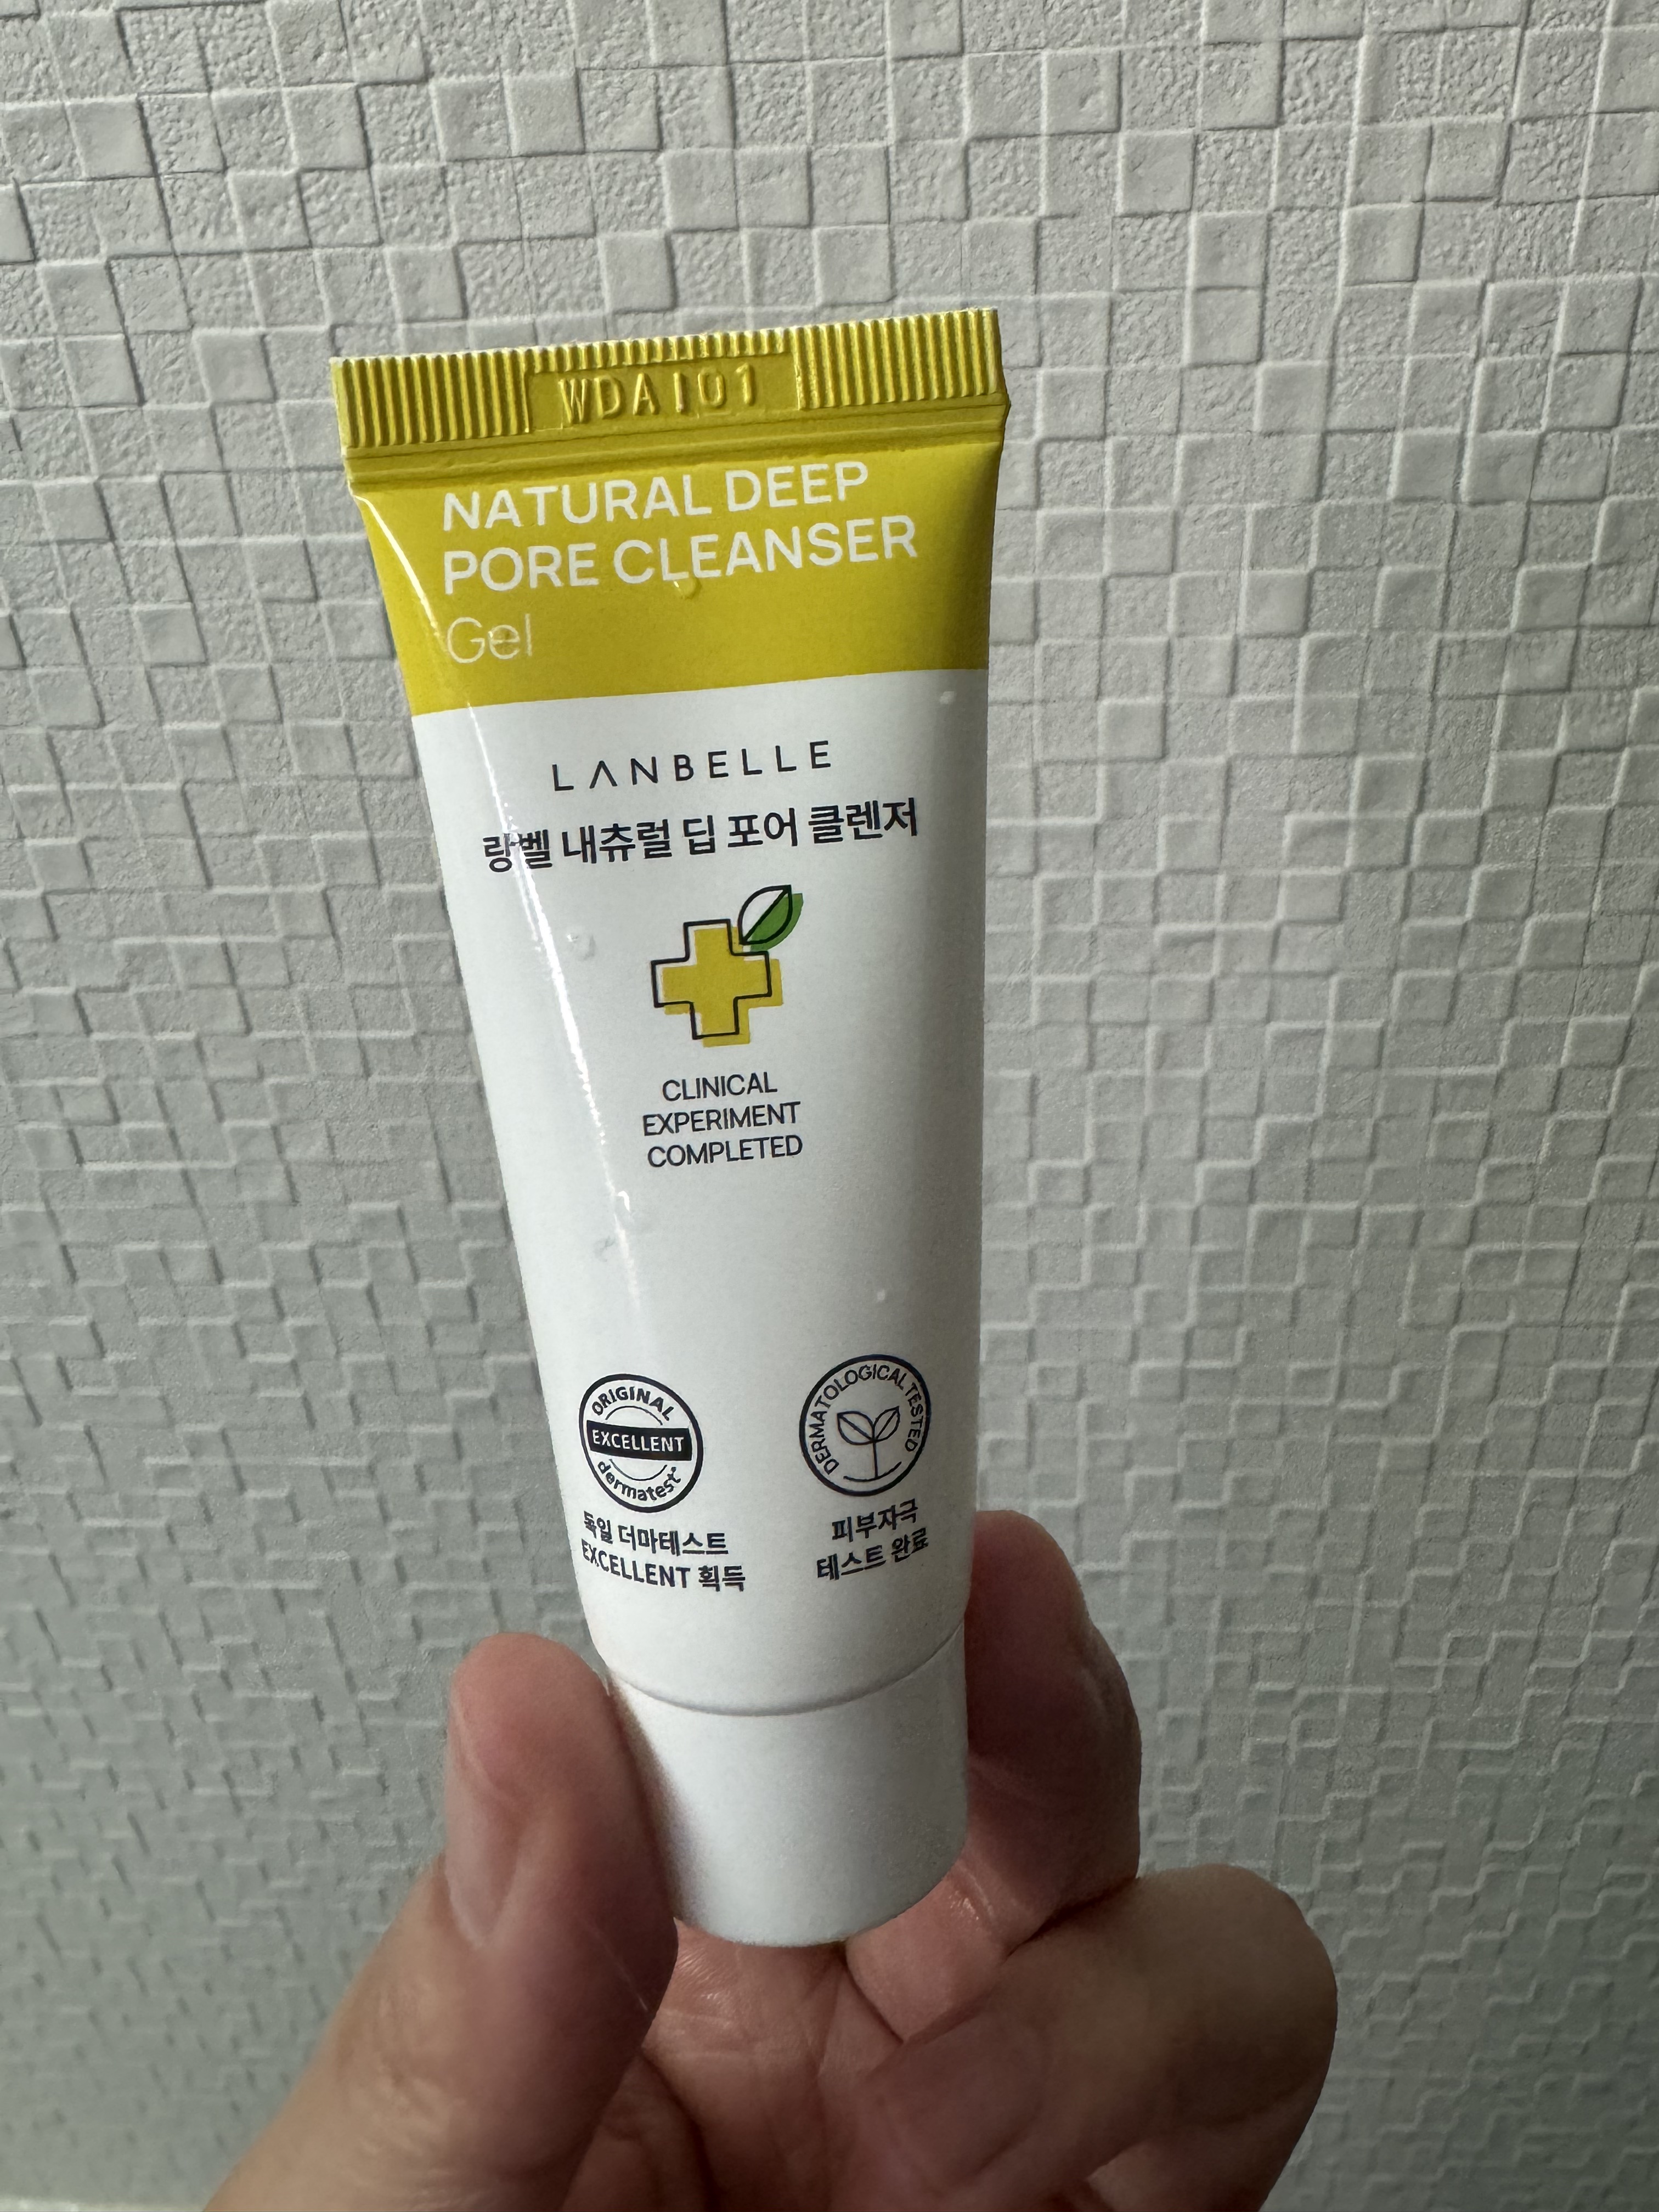 WDA101
NATURAL DEEP
PORE CLEANSER
Gel
LANBELLE
랑벨 내츄럴 딥 포어 클렌저
CLINICAL
EXPERIMENT
COMPLETED
ORIGINAL
EXCELLENT
dermatest®
독일 더마테스트
EXCELLENT 획득
DERMATOLOGICAL TESTED
피부자극
테스트 완료